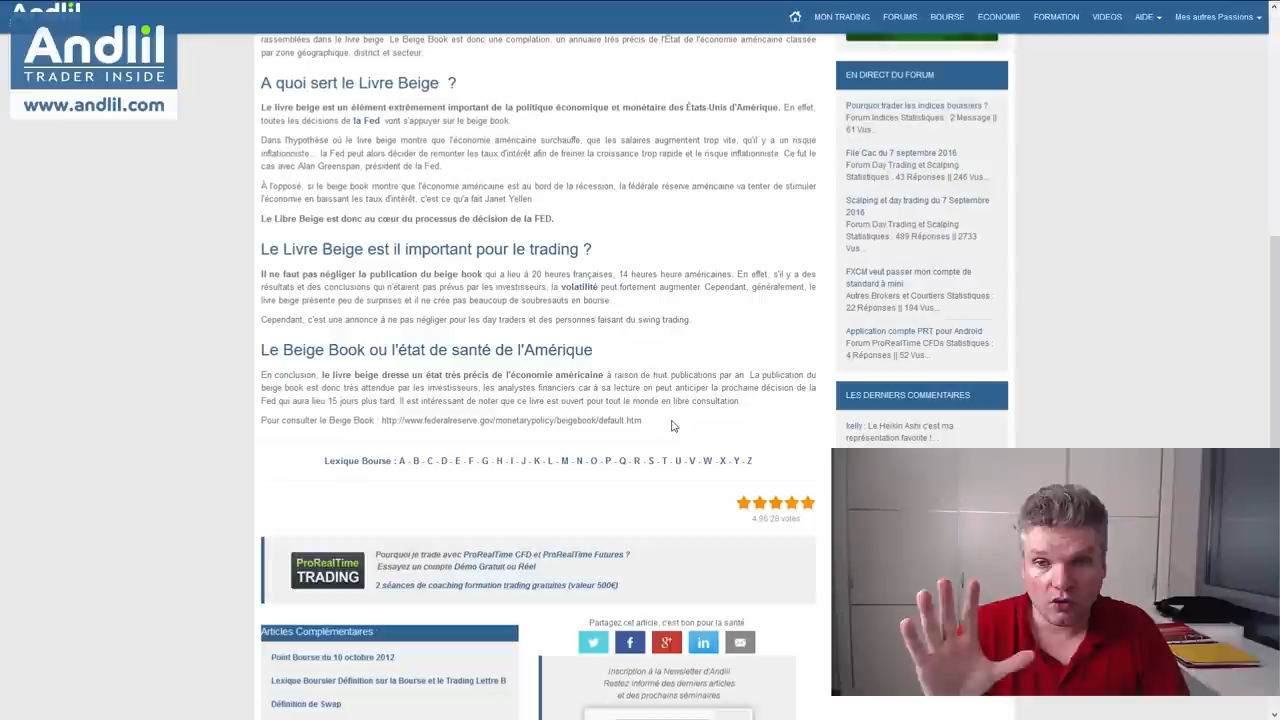 Andlil
MON TRADING FORUMS BOURSE ECONOMIE FORMATION VIDEOS AIDE Mes autres Passions
Andlil
TRADER INSIDE
www.andlil.com
rassemblées dans le livre beige. Le Beige Book est donc une compilation, un annuaire très précis de l'État de l'économie américaine classée
par zone géographique, district et secteur.
A quoi sert le Livre Beige ?
Le livre beige est un élément extrêmement important de la politique économique et monétaire des États-Unis d'Amérique. En effet,
toutes les décisions de la Fed vont s'appuyer sur le beige book.
Dans l'hypothèse où le livre beige montre que l'économie américaine surchauffe, que les salaires augmentent trop vite, qu'il y a un risque
inflationniste... la Fed peut alors décider de remonter les taux d'intérêt afin de freiner la croissance trop rapide et le risque inflationniste. Ce fut le
cas avec Alan Greenspan, président de la Fed.
À l'opposé, si le beige book montre que l'économie américaine est au bord de la récession, la fédérale réserve américaine va tenter de stimuler
l'économie en baissant les taux d'intérêt, c'est ce qu'a fait Janet Yellen
Le Libre Beige est donc au cœur du processus de décision de la FED.
Le Livre Beige est il important pour le trading ?
Il ne faut pas négliger la publication du beige book qui a lieu à 20 heures françaises, 14 heures heure américaines. En effet, s'il y a des
résultats et des conclusions qui n'étaient pas prévus par les investisseurs, la volatilité peut fortement augmenter. Cependant, généralement, le
livre beige présente peu de surprises et il ne crée pas beaucoup de soubresauts en bourse.
Cependant, c'est une annonce à ne pas négliger pour les day traders et des personnes faisant du swing trading.
Le Beige Book ou l'état de santé de l'Amérique
En conclusion, le livre beige dresse un état très précis de l'économie américaine à raison de huit publications par an. La publication du
beige book est donc très attendue par les investisseurs, les analystes financiers car à sa lecture on peut anticiper la prochaine décision de la
Fed qui aura lieu 15 jours plus tard. Il est intéressant de noter que ce livre est ouvert pour tout le monde en libre consultation.
Pour consulter le Beige Book : http://www.federalreserve.gov/monetarypolicy/beigebook/default.htm
Lexique Bourse : A - B - C - D - E - F - G - H - I - J - K - L - M - N - O - P - Q - R - S - T - U - V - W - X - Y - Z
4.96 28 votes
ProRealTime
TRADING
Pourquoi je trade avec ProRealTime CFD et ProRealTime Futures ?
Essayez un compte Démo Gratuit ou Réel
2 séances de coaching formation trading gratuites (valeur 500€)
Articles Complémentaires :
Point Bourse du 10 octobre 2012
Lexique Boursier Définition sur la Bourse et le Trading Lettre B
Définition de Swap
Partagez cet article, c'est bon pour la santé
Inscription à la Newsletter d'Andlil
Restez informé des derniers articles
et des prochains séminaires
EN DIRECT DU FORUM
Pourquoi trader les indices boursiers ?
Forum Indices Statistiques : 2 Message ||
61 Vus...
File Cac du 7 septembre 2016
Forum Day Trading et Scalping
Statistiques : 43 Réponses || 246 Vus...
Scalping et day trading du 7 Septembre
2016
Forum Day Trading et Scalping
Statistiques : 489 Réponses || 2733
Vus...
FXCM veut passer mon compte de
standard à mini
Autres Brokers et Courtiers Statistiques :
22 Réponses || 194 Vus...
Application compte PRT pour Android
Forum ProRealTime CFDs Statistiques :
4 Réponses || 52 Vus...
LES DERNIERS COMMENTAIRES
kelly : Le Heikin Ashi c'est ma
représentation favorite !...